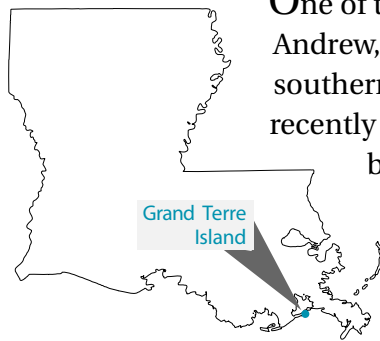 One of t
Andrew,
southern
recently
b
Grand Terre
Island